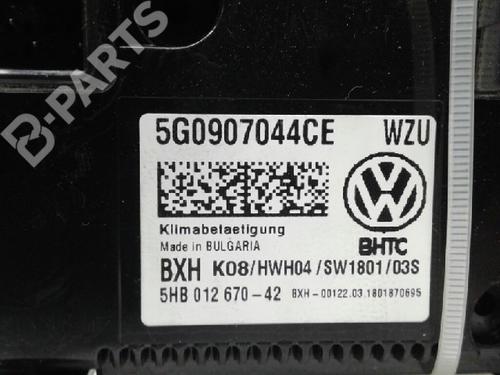 B-PARTS
5G0907044CE WZU
Klimabetaetigung
Made in BULGARIA
BHTC
BXH K08/HWH04/SW1801/03S
5HB 012 670-42 BXH-00122.03.1801870695